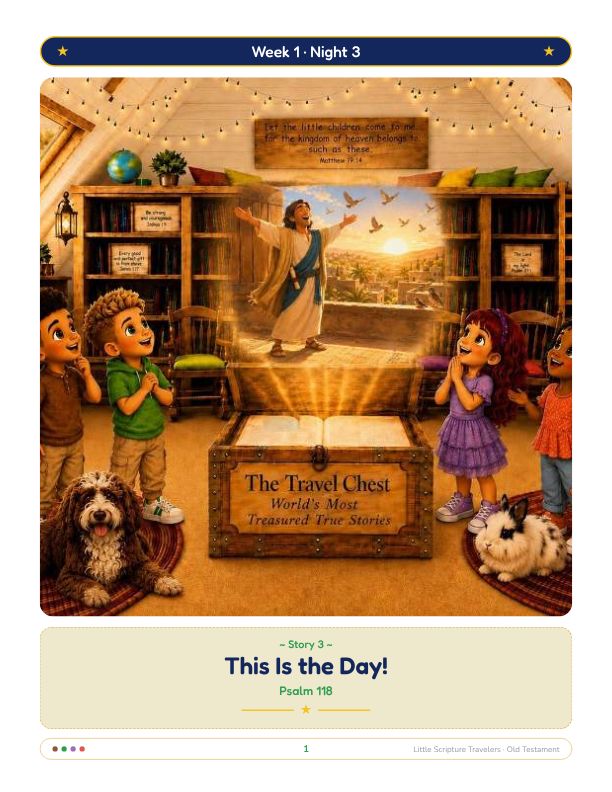 Week 1 · Night 3
Let the little children come to me,
for the kingdom of heaven belongs to
such as these.
Matthew 19:14
Be strong
and courageous.
Joshua 1:9
Every good
and perfect gift
is from above.
James 1:17
The Lord
is
my light.
Psalm 27:1
The Travel Chest
World's Most
Treasured True Stories
~ Story 3 ~
This Is the Day!
Psalm 118
1
Little Scripture Travelers · Old Testament